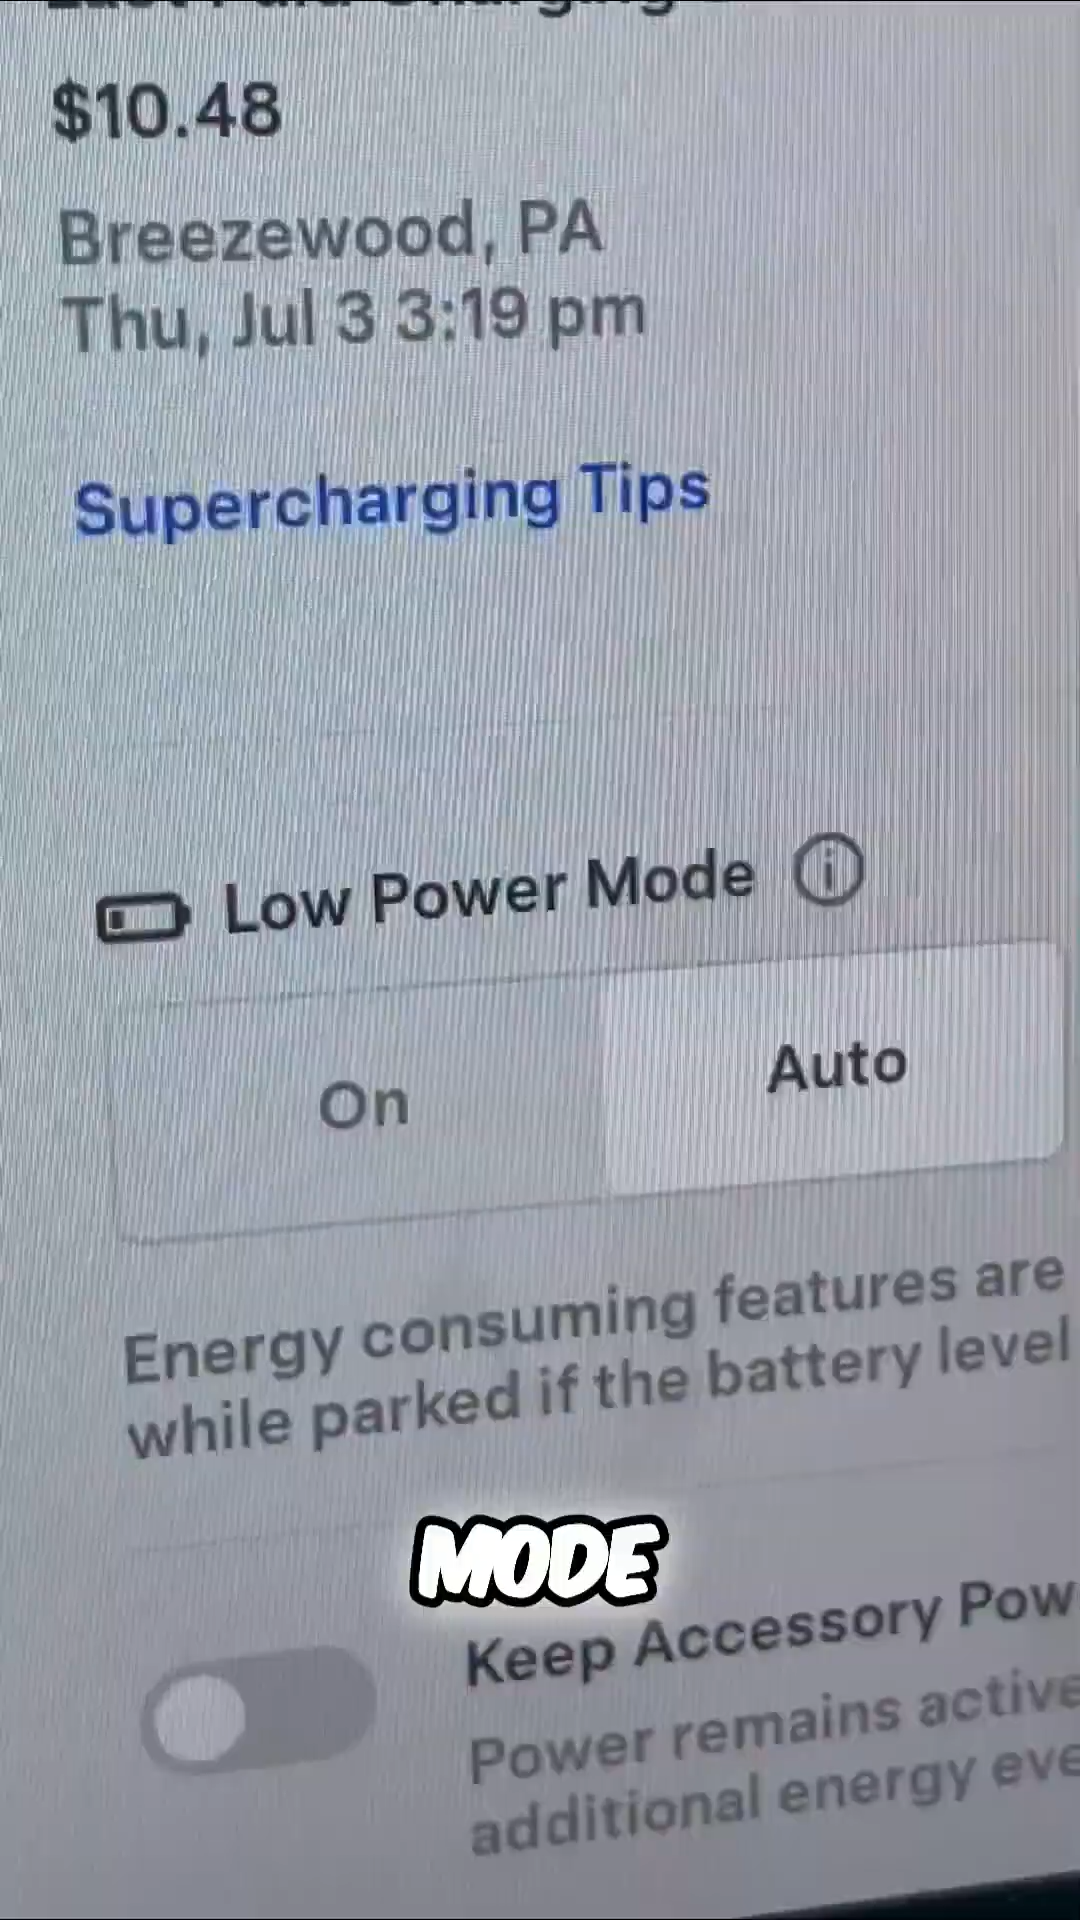 $10.48
Breezewood, PA
Thu, Jul 3 3:19 pm
Supercharging Tips
Low Power Mode
On
Auto
Energy consuming features are
while parked if the battery level
MODE
Keep Accessory Pow
Power remains active
additional energy eve